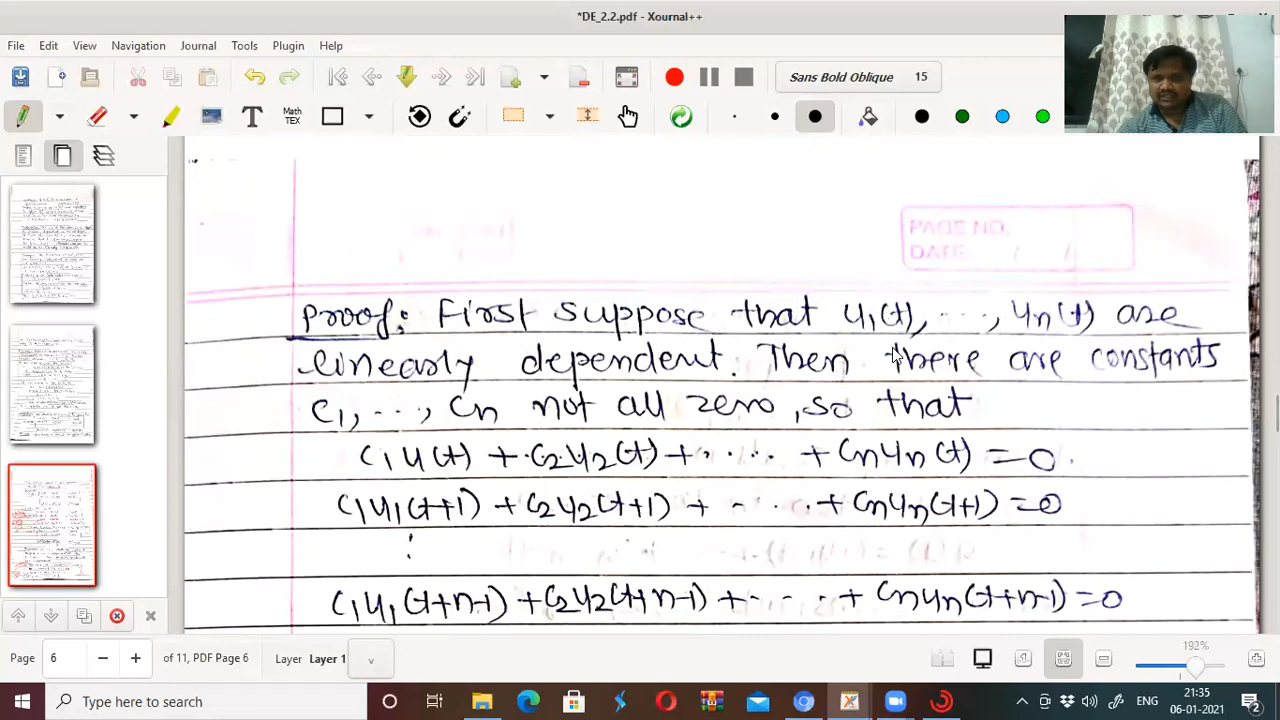 *DE_2.2.pdf - Xournal++
File Edit View Navigation Journal Tools Plugin Help
Sans Bold Oblique 15
T Math TEX
PAGE NO.
DATE / /
Proof: First suppose that u1(t), ..., un(t) are
linearly dependent. Then there are constants
c1, ..., cn not all zero, so that
c1u(t) + c2u2(t) + .... + cnun(t) = 0.
c1u1(t+1) + c2u2(t+1) + .... + cnun(t+1) = 0
:
c1u1(t+n-1) + c2u2(t+n-1) + .... + cnun(t+n-1) = 0
Page 6 of 11, PDF Page 6 Layer Layer 1 192%
Type here to search
ENG
21:35
06-01-2021
2